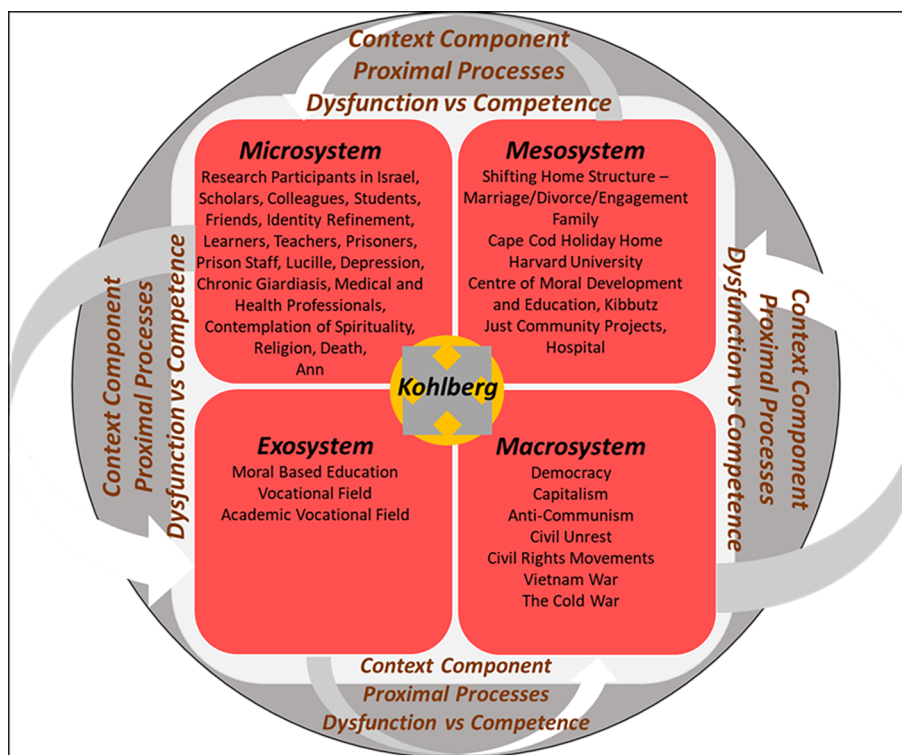 Context Component
Proximal Processes
Dysfunction vs Competence
Microsystem
Research Participants in Israel,
Scholars, Colleagues, Students,
Friends, Identity Refinement,
Learners, Teachers, Prisoners,
Prison Staff, Lucille, Depression,
Chronic Giardiasis, Medical and
Health Professionals,
Contemplation of Spirituality,
Religion, Death,
Ann
Mesosystem
Shifting Home Structure –
Marriage/Divorce/Engagement
Family
Cape Cod Holiday Home
Harvard University
Centre of Moral Development
and Education, Kibbutz
Just Community Projects,
Hospital
Context Component
Proximal Processes
Dysfunction vs Competence
Kohlberg
Context Component
Proximal Processes
Dysfunction vs Competence
Exosystem
Moral Based Education
Vocational Field
Academic Vocational Field
Macrosystem
Democracy
Capitalism
Anti-Communism
Civil Unrest
Civil Rights Movements
Vietnam War
The Cold War
Context Component
Proximal Processes
Dysfunction vs Competence